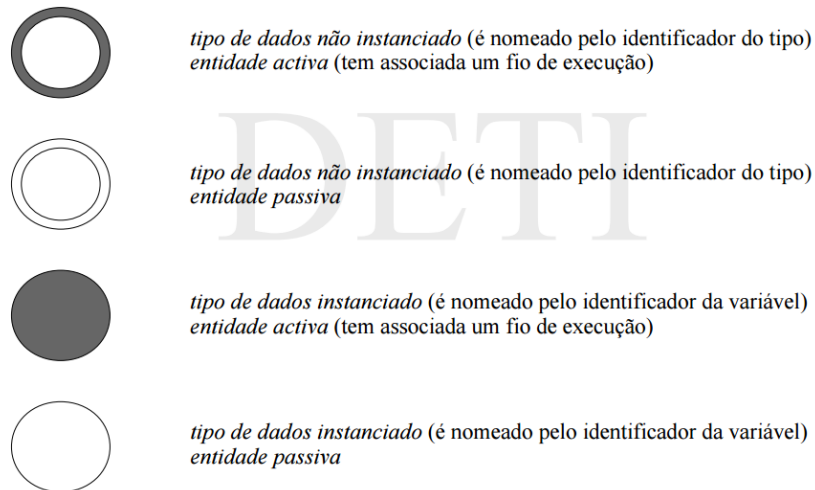 tipo de dados não instanciado (é nomeado pelo identificador do tipo)
entidade activa (tem associada um fio de execução)
DETI
tipo de dados não instanciado (é nomeado pelo identificador do tipo)
entidade passiva
tipo de dados instanciado (é nomeado pelo identificador da variável)
entidade activa (tem associada um fio de execução)
tipo de dados instanciado (é nomeado pelo identificador da variável)
entidade passiva